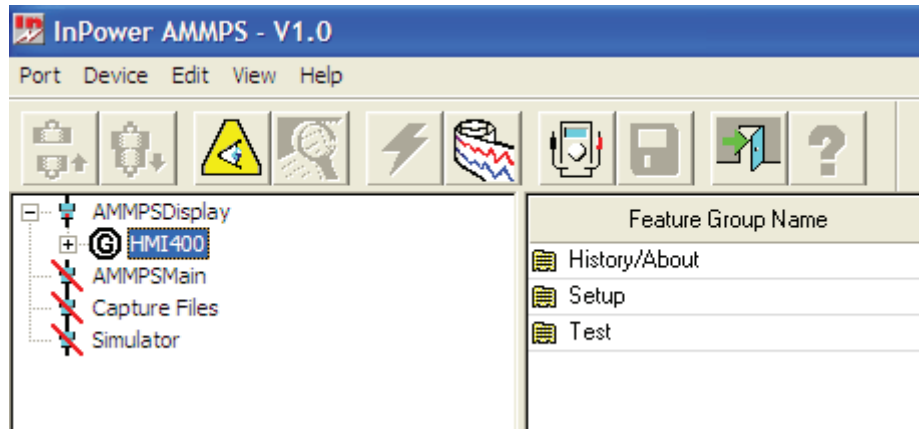 InPower AMMPS - V1.0
Port Device Edit View Help
AMMPSDisplay
HMI400
AMMPSMain
Capture Files
Simulator
Feature Group Name
History/About
Setup
Test